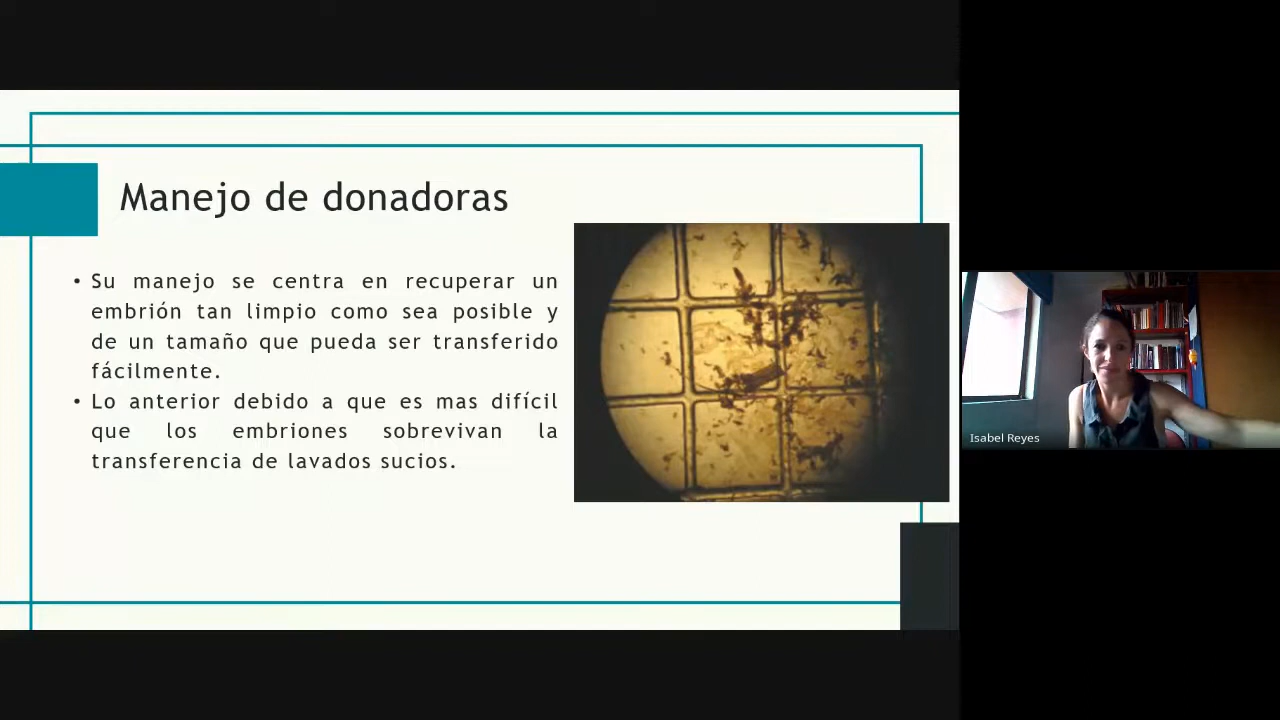 Manejo de donadoras
• Su manejo se centra en recuperar un
embrión tan limpio como sea posible y
de un tamaño que pueda ser transferido
fácilmente.
• Lo anterior debido a que es mas difícil
que los embriones sobrevivan la
transferencia de lavados sucios.
Isabel Reyes